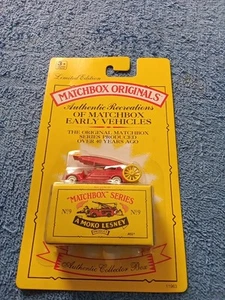 Limited Edition
MATCHBOX ORIGINALS
Authentic Recreations
OF MATCHBOX
EARLY VEHICLES
THE ORIGINAL MATCHBOX
SERIES PRODUCED
OVER 40 YEARS AGO
"MATCHBOX" SERIES
Nº9 Nº9
A MOKO LESNEY
Authentic Collector Box